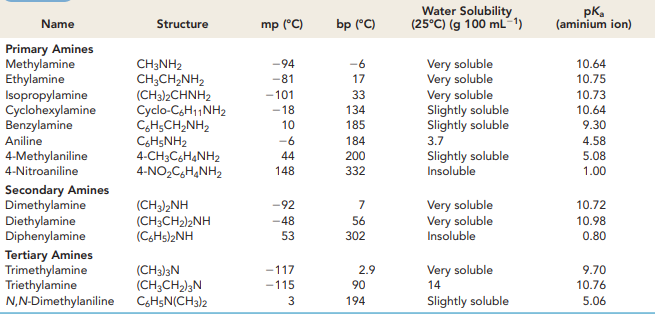 Water Solubility pKa
Name Structure mp (°C) bp (°C) (25°C) (g 100 mL⁻¹) (aminium ion)
Primary Amines
Methylamine CH₃NH₂ −94 −6 Very soluble 10.64
Ethylamine CH₃CH₂NH₂ −81 17 Very soluble 10.75
Isopropylamine (CH₃)₂CHNH₂ −101 33 Very soluble 10.73
Cyclohexylamine Cyclo-C₆H₁₁NH₂ −18 134 Slightly soluble 10.64
Benzylamine C₆H₅CH₂NH₂ 10 185 Slightly soluble 9.30
Aniline C₆H₅NH₂ −6 184 3.7 4.58
4-Methylaniline 4-CH₃C₆H₄NH₂ 44 200 Slightly soluble 5.08
4-Nitroaniline 4-NO₂C₆H₄NH₂ 148 332 Insoluble 1.00
Secondary Amines
Dimethylamine (CH₃)₂NH −92 7 Very soluble 10.72
Diethylamine (CH₃CH₂)₂NH −48 56 Very soluble 10.98
Diphenylamine (C₆H₅)₂NH 53 302 Insoluble 0.80
Tertiary Amines
Trimethylamine (CH₃)₃N −117 2.9 Very soluble 9.70
Triethylamine (CH₃CH₂)₃N −115 90 14 10.76
N,N-Dimethylaniline C₆H₅N(CH₃)₂ 3 194 Slightly soluble 5.06